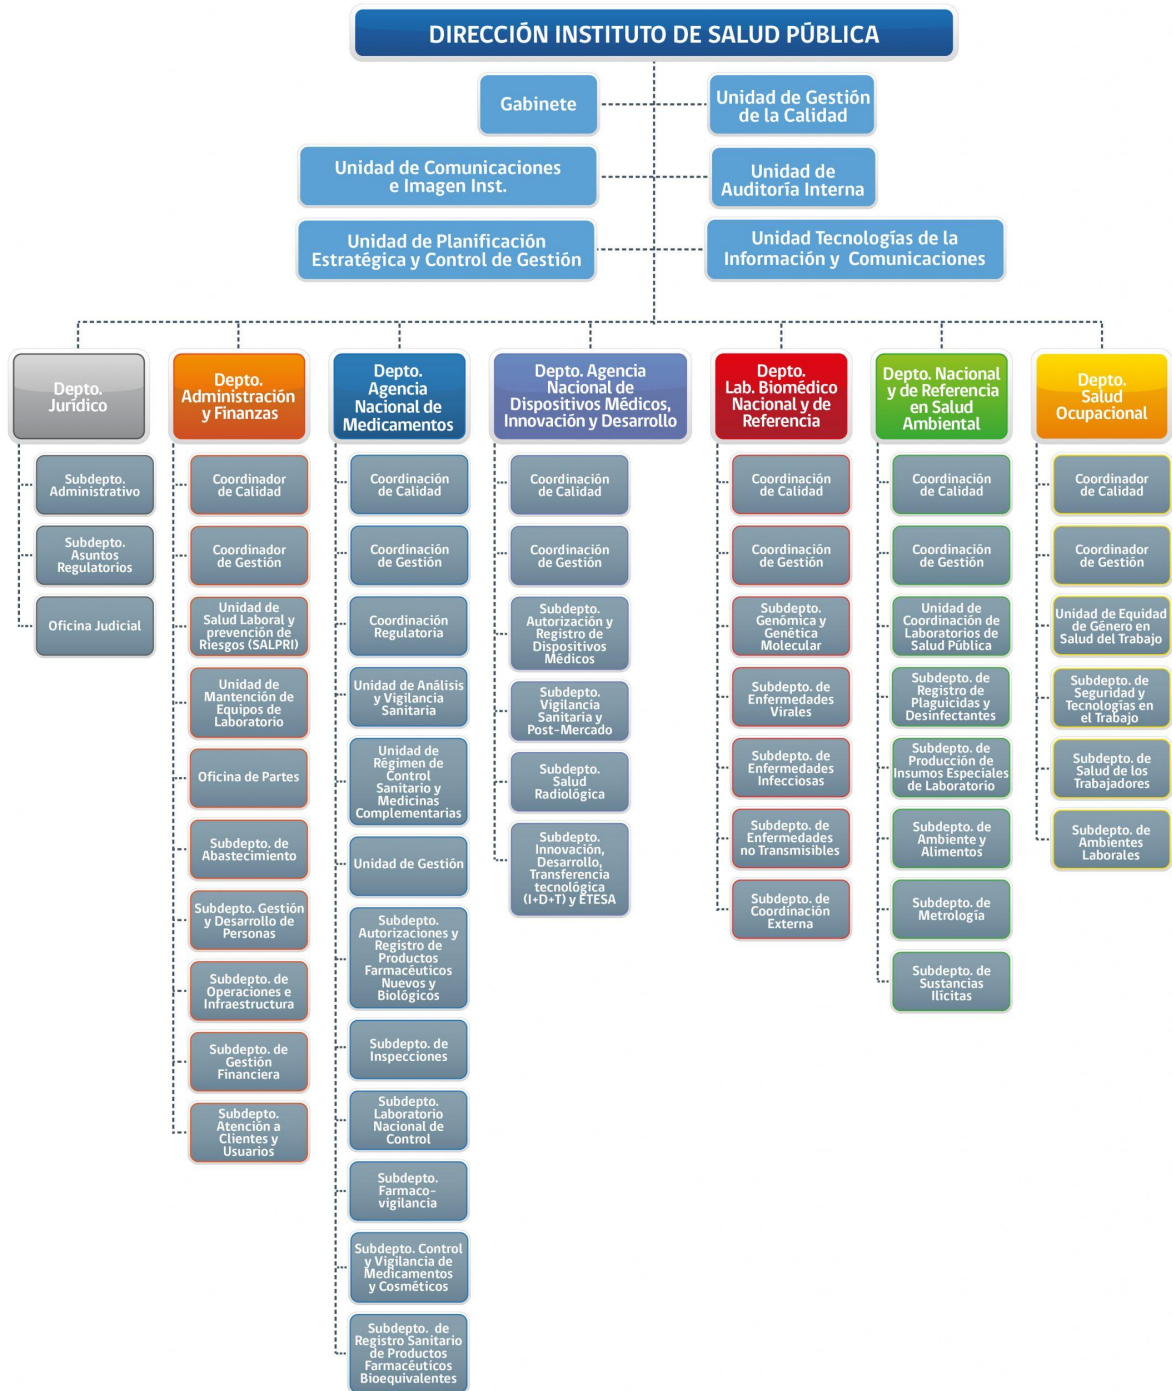 DIRECCIÓN INSTITUTO DE SALUD PÚBLICA
Gabinete
Unidad de Gestión
de la Calidad
Unidad de Comunicaciones
e Imagen Inst.
Unidad de
Auditoría Interna
Unidad de Planificación
Estratégica y Control de Gestión
Unidad Tecnologías de la
Información y Comunicaciones
Depto.
Jurídico
Subdepto.
Administrativo
Subdepto.
Asuntos
Regulatorios
Oficina Judicial
Depto.
Administración
y Finanzas
Coordinador
de Calidad
Coordinador
de Gestión
Unidad de
Salud Laboral y
prevención de
Riesgos (SALPRI)
Unidad de
Mantención de
Equipos de
Laboratorio
Oficina de Partes
Subdepto. de
Abastecimiento
Subdepto. Gestión
y Desarrollo de
Personas
Subdepto. de
Operaciones e
Infraestructura
Subdepto. de
Gestión
Financiera
Subdepto.
Atención a
Clientes y
Usuarios
Depto.
Agencia
Nacional de
Medicamentos
Coordinación
de Calidad
Coordinación
de Gestión
Coordinación
Regulatoria
Unidad de Análisis
y Vigilancia
Sanitaria
Unidad de
Régimen de
Control
Sanitario y
Medicinas
Complementarias
Unidad de Gestión
Subdepto.
Autorizaciones y
Registro de
Productos
Farmacéuticos
Nuevos y
Biológicos
Subdepto. de
Inspecciones
Subdepto.
Laboratorio
Nacional de
Control
Subdepto.
Farmaco-
vigilancia
Subdepto. Control
y Vigilancia de
Medicamentos
y Cosméticos
Subdepto. de
Registro Sanitario
de Productos
Farmacéuticos
Bioequivalentes
Depto. Agencia
Nacional de
Dispositivos Médicos,
Innovación y Desarrollo
Coordinación
de Calidad
Coordinación
de Gestión
Subdepto.
Autorización y
Registro de
Dispositivos
Médicos
Subdepto.
Vigilancia
Sanitaria y
Post-Mercado
Subdepto.
Salud
Radiológica
Subdepto.
Innovación,
Desarrollo,
Transferencia
tecnológica
(I+D+T) y ETESA
Depto.
Lab. Biomédico
Nacional y de
Referencia
Coordinación
de Calidad
Coordinación
de Gestión
Subdepto.
Genómica y
Genética
Molecular
Subdepto. de
Enfermedades
Virales
Subdepto. de
Enfermedades
Infecciosas
Subdepto. de
Enfermedades
no Transmisibles
Subdepto. de
Coordinación
Externa
Depto. Nacional
y de Referencia
en Salud
Ambiental
Coordinación
de Calidad
Coordinación
de Gestión
Unidad de
Coordinación de
Laboratorios de
Salud Pública
Subdepto. de
Registro de
Plaguicidas y
Desinfectantes
Subdepto. de
Producción de
Insumos Especiales
de Laboratorio
Subdepto. de
Ambiente y
Alimentos
Subdepto. de
Metrología
Subdepto. de
Sustancias
Ilícitas
Depto.
Salud
Ocupacional
Coordinador
de Calidad
Coordinador
de Gestión
Unidad de Equidad
de Género en
Salud del Trabajo
Subdepto. de
Seguridad y
Tecnologías en
el Trabajo
Subdepto. de
Salud de los
Trabajadores
Subdepto. de
Ambientes
Laborales